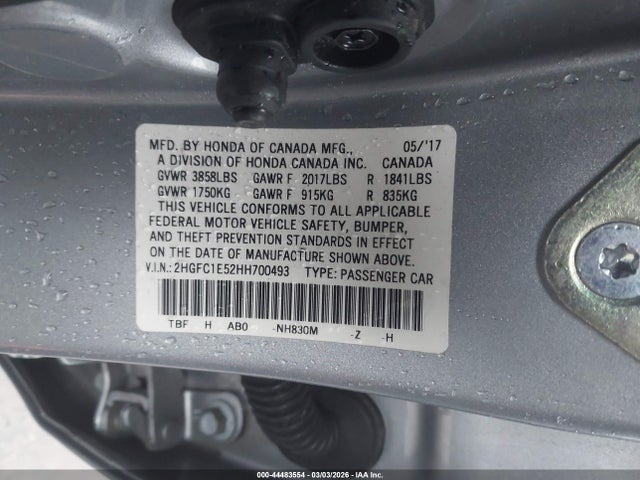 MFD. BY HONDA OF CANADA MFG., 05/'17
A DIVISION OF HONDA CANADA INC. CANADA
GVWR 3858LBS GAWR F 2017LBS R 1841LBS
GVWR 1750KG GAWR F 915KG R 835KG
THIS VEHICLE CONFORMS TO ALL APPLICABLE
FEDERAL MOTOR VEHICLE SAFETY, BUMPER,
AND THEFT PREVENTION STANDARDS IN EFFECT
ON THE DATE OF MANUFACTURE SHOWN ABOVE.
V.I.N.: 2HGFC1E52HH700493 TYPE: PASSENGER CAR
TBF H AB0 -NH830M -Z -H
000-44483554 | 03/03/2026 | IAA Inc.